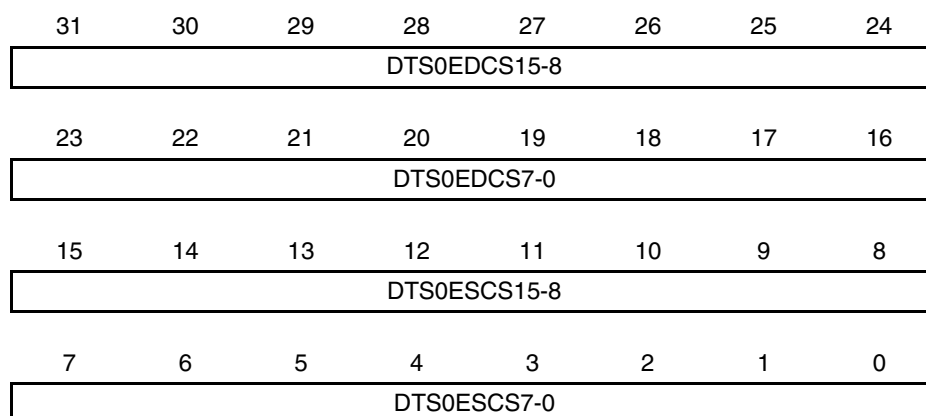 31 30 29 28 27 26 25 24
DTS0EDCS15-8
23 22 21 20 19 18 17 16
DTS0EDCS7-0
15 14 13 12 11 10 9 8
DTS0ESCS15-8
7 6 5 4 3 2 1 0
DTS0ESCS7-0